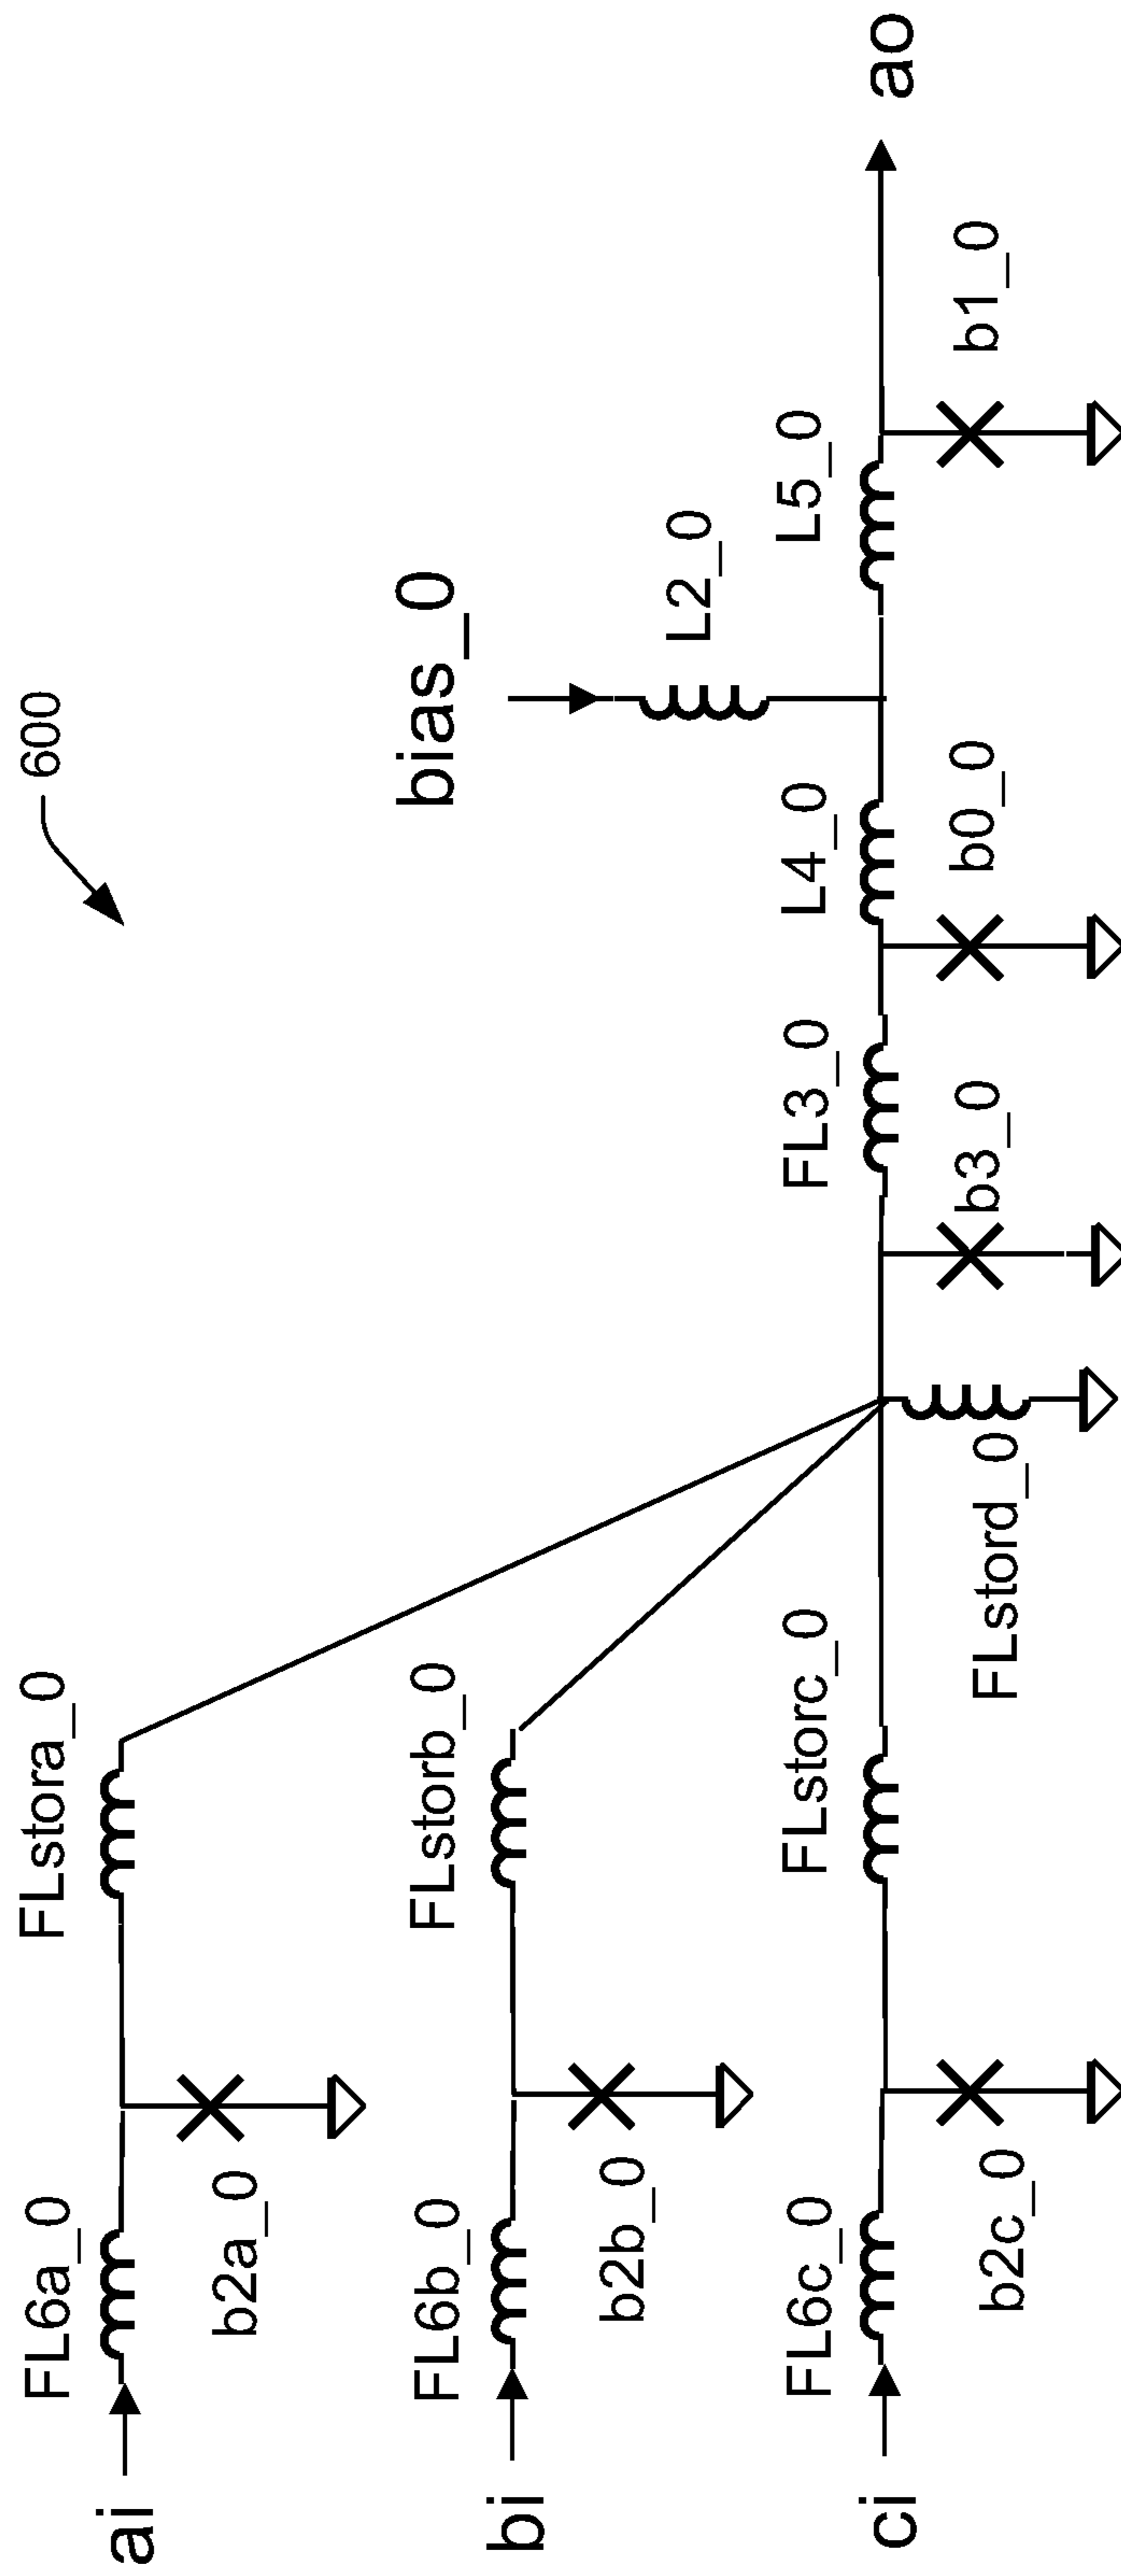 600
ai
FL6a_0
b2a_0
FLstora_0
bi
FL6b_0
b2b_0
FLstorb_0
bias_0
L2_0
ci
FL6c_0
b2c_0
FLstorc_0
FLstord_0
b3_0
FL3_0
b0_0
L4_0
L5_0
b1_0
ao